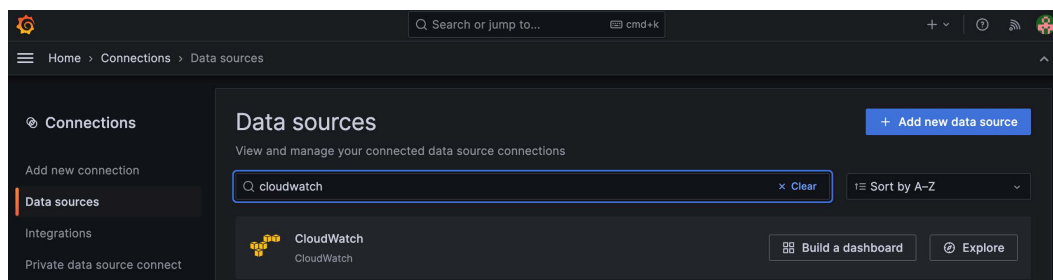 Search or jump to... cmd+k
Home › Connections › Data sources
Connections
Add new connection
Data sources
Integrations
Private data source connect
Data sources
+ Add new data source
View and manage your connected data source connections
cloudwatch × Clear Sort by A–Z
CloudWatch
CloudWatch
Build a dashboard Explore